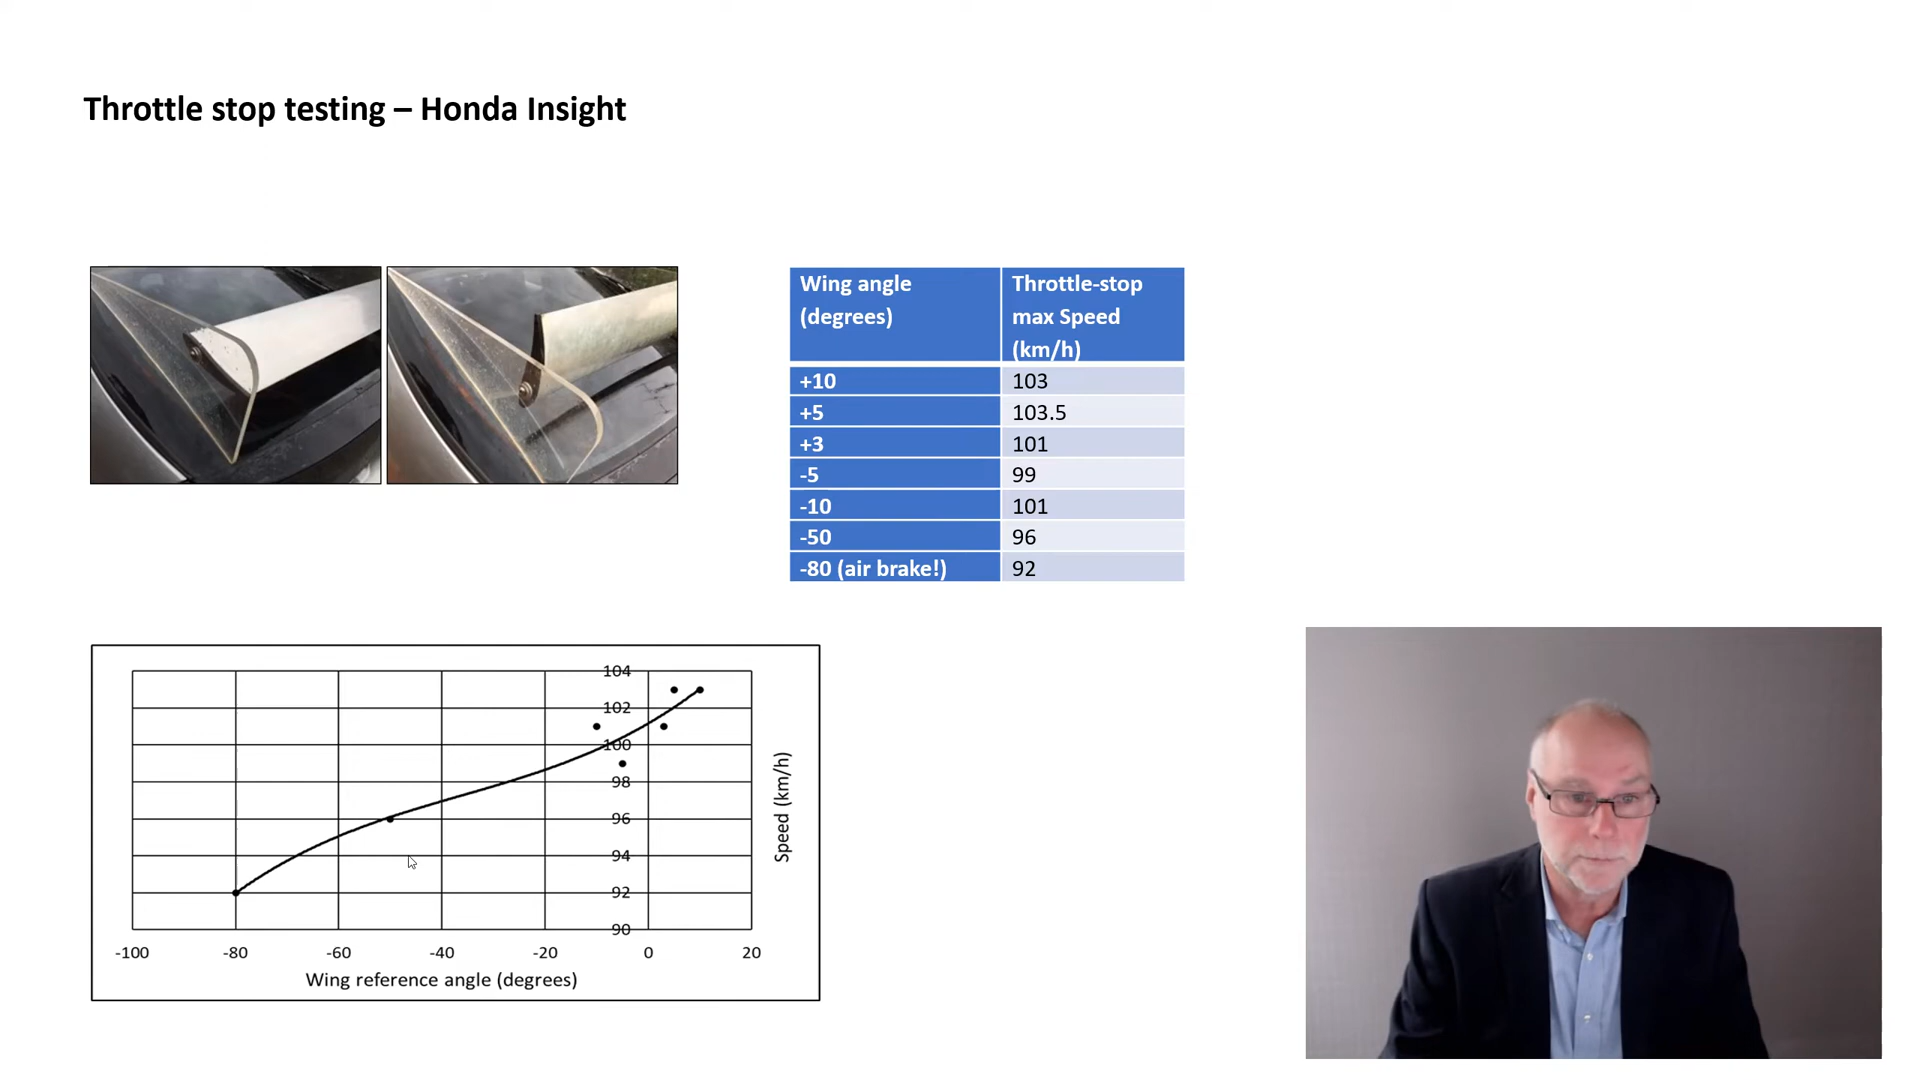 Throttle stop testing – Honda Insight
Wing angle
(degrees)
Throttle-stop
max Speed
(km/h)
+10
103
+5
103.5
+3
101
-5
99
-10
101
-50
96
-80 (air brake!)
92
104
102
100
98
96
94
92
90
Speed (km/h)
-100 -80 -60 -40 -20 0 20
Wing reference angle (degrees)